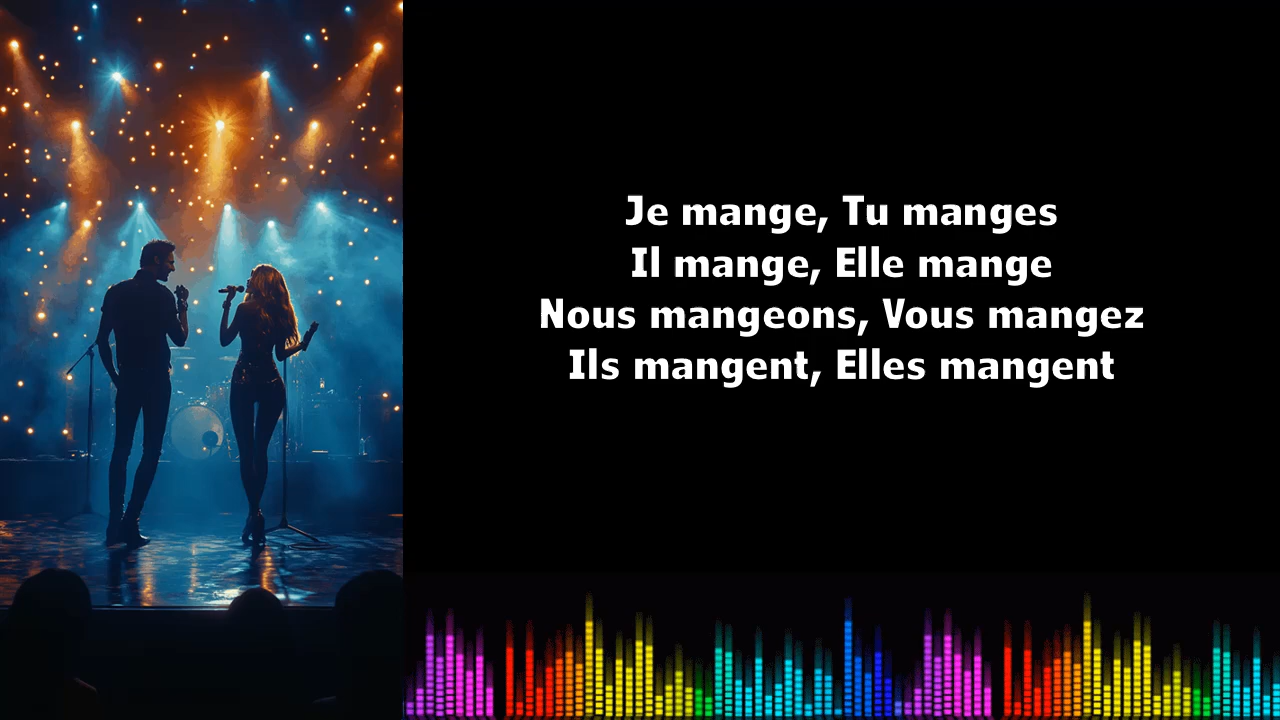 Je mange, Tu manges
Il mange, Elle mange
Nous mangeons, Vous mangez
Ils mangent, Elles mangent